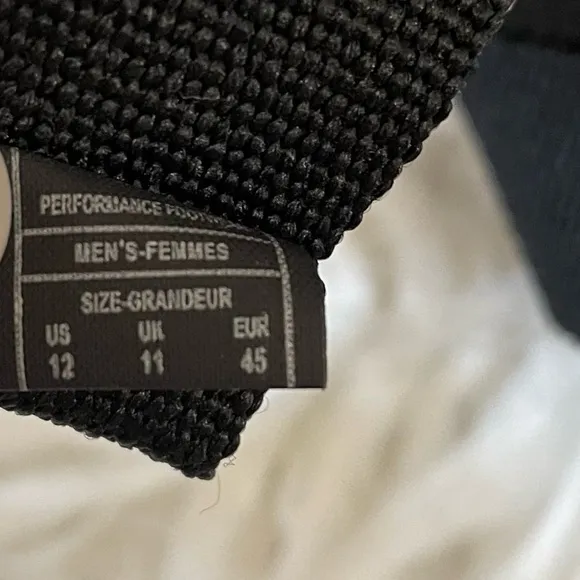 PERFORMANCE
MEN'S-FEMMES
SIZE-GRANDEUR
US UK EUR
12 11 45